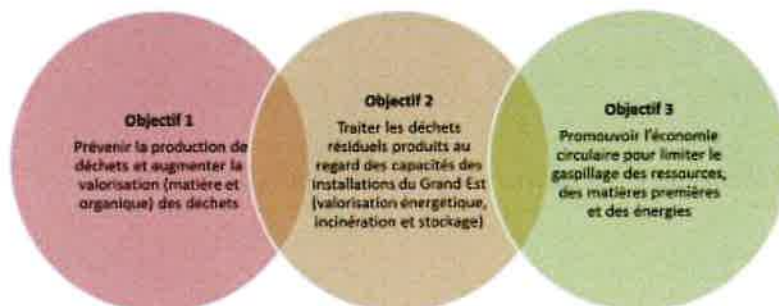 Objectif 1
Prévenir la production de
déchets et augmenter la
valorisation (matière et
organique) des déchets
Objectif 2
Traiter les déchets
résiduels produits au
regard des capacités des
installations du Grand Est
(valorisation énergétique,
incinération et stockage)
Objectif 3
Promouvoir l'économie
circulaire pour limiter le
gaspillage des ressources,
des matières premières
et des énergies